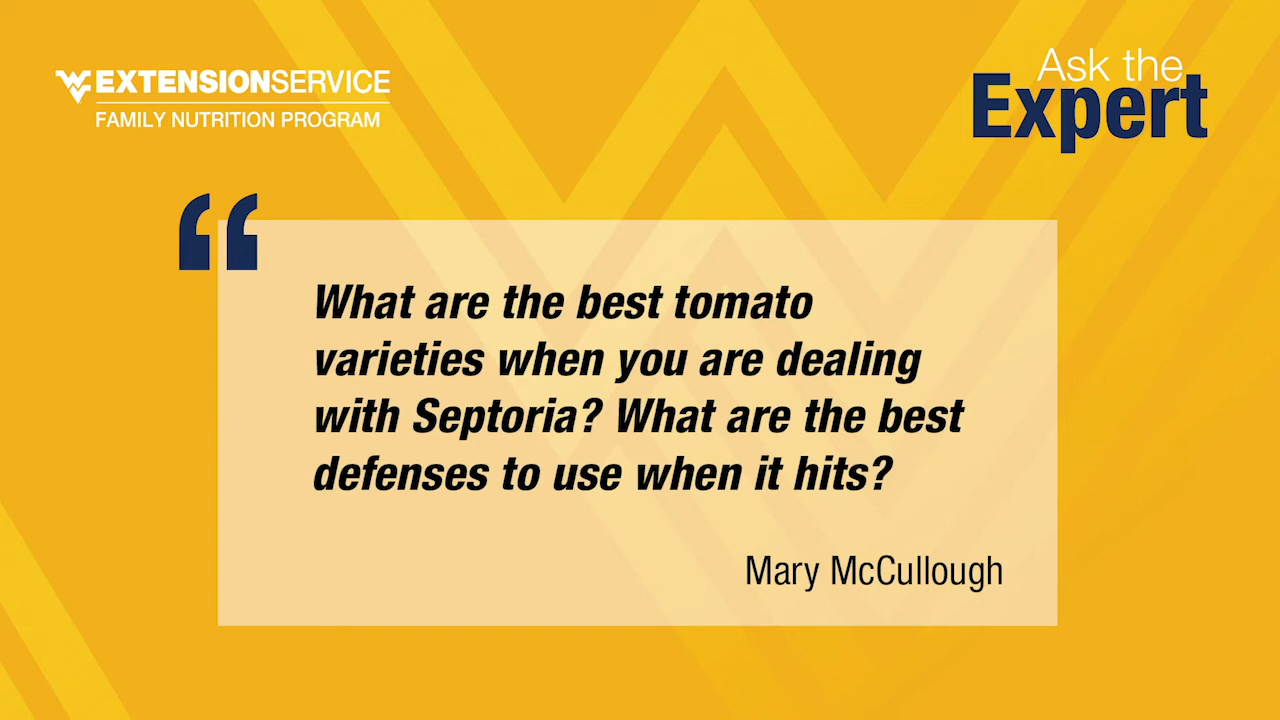 EXTENSIONSERVICE
FAMILY NUTRITION PROGRAM
Ask the
Expert
“
What are the best tomato
varieties when you are dealing
with Septoria? What are the best
defenses to use when it hits?
Mary McCullough